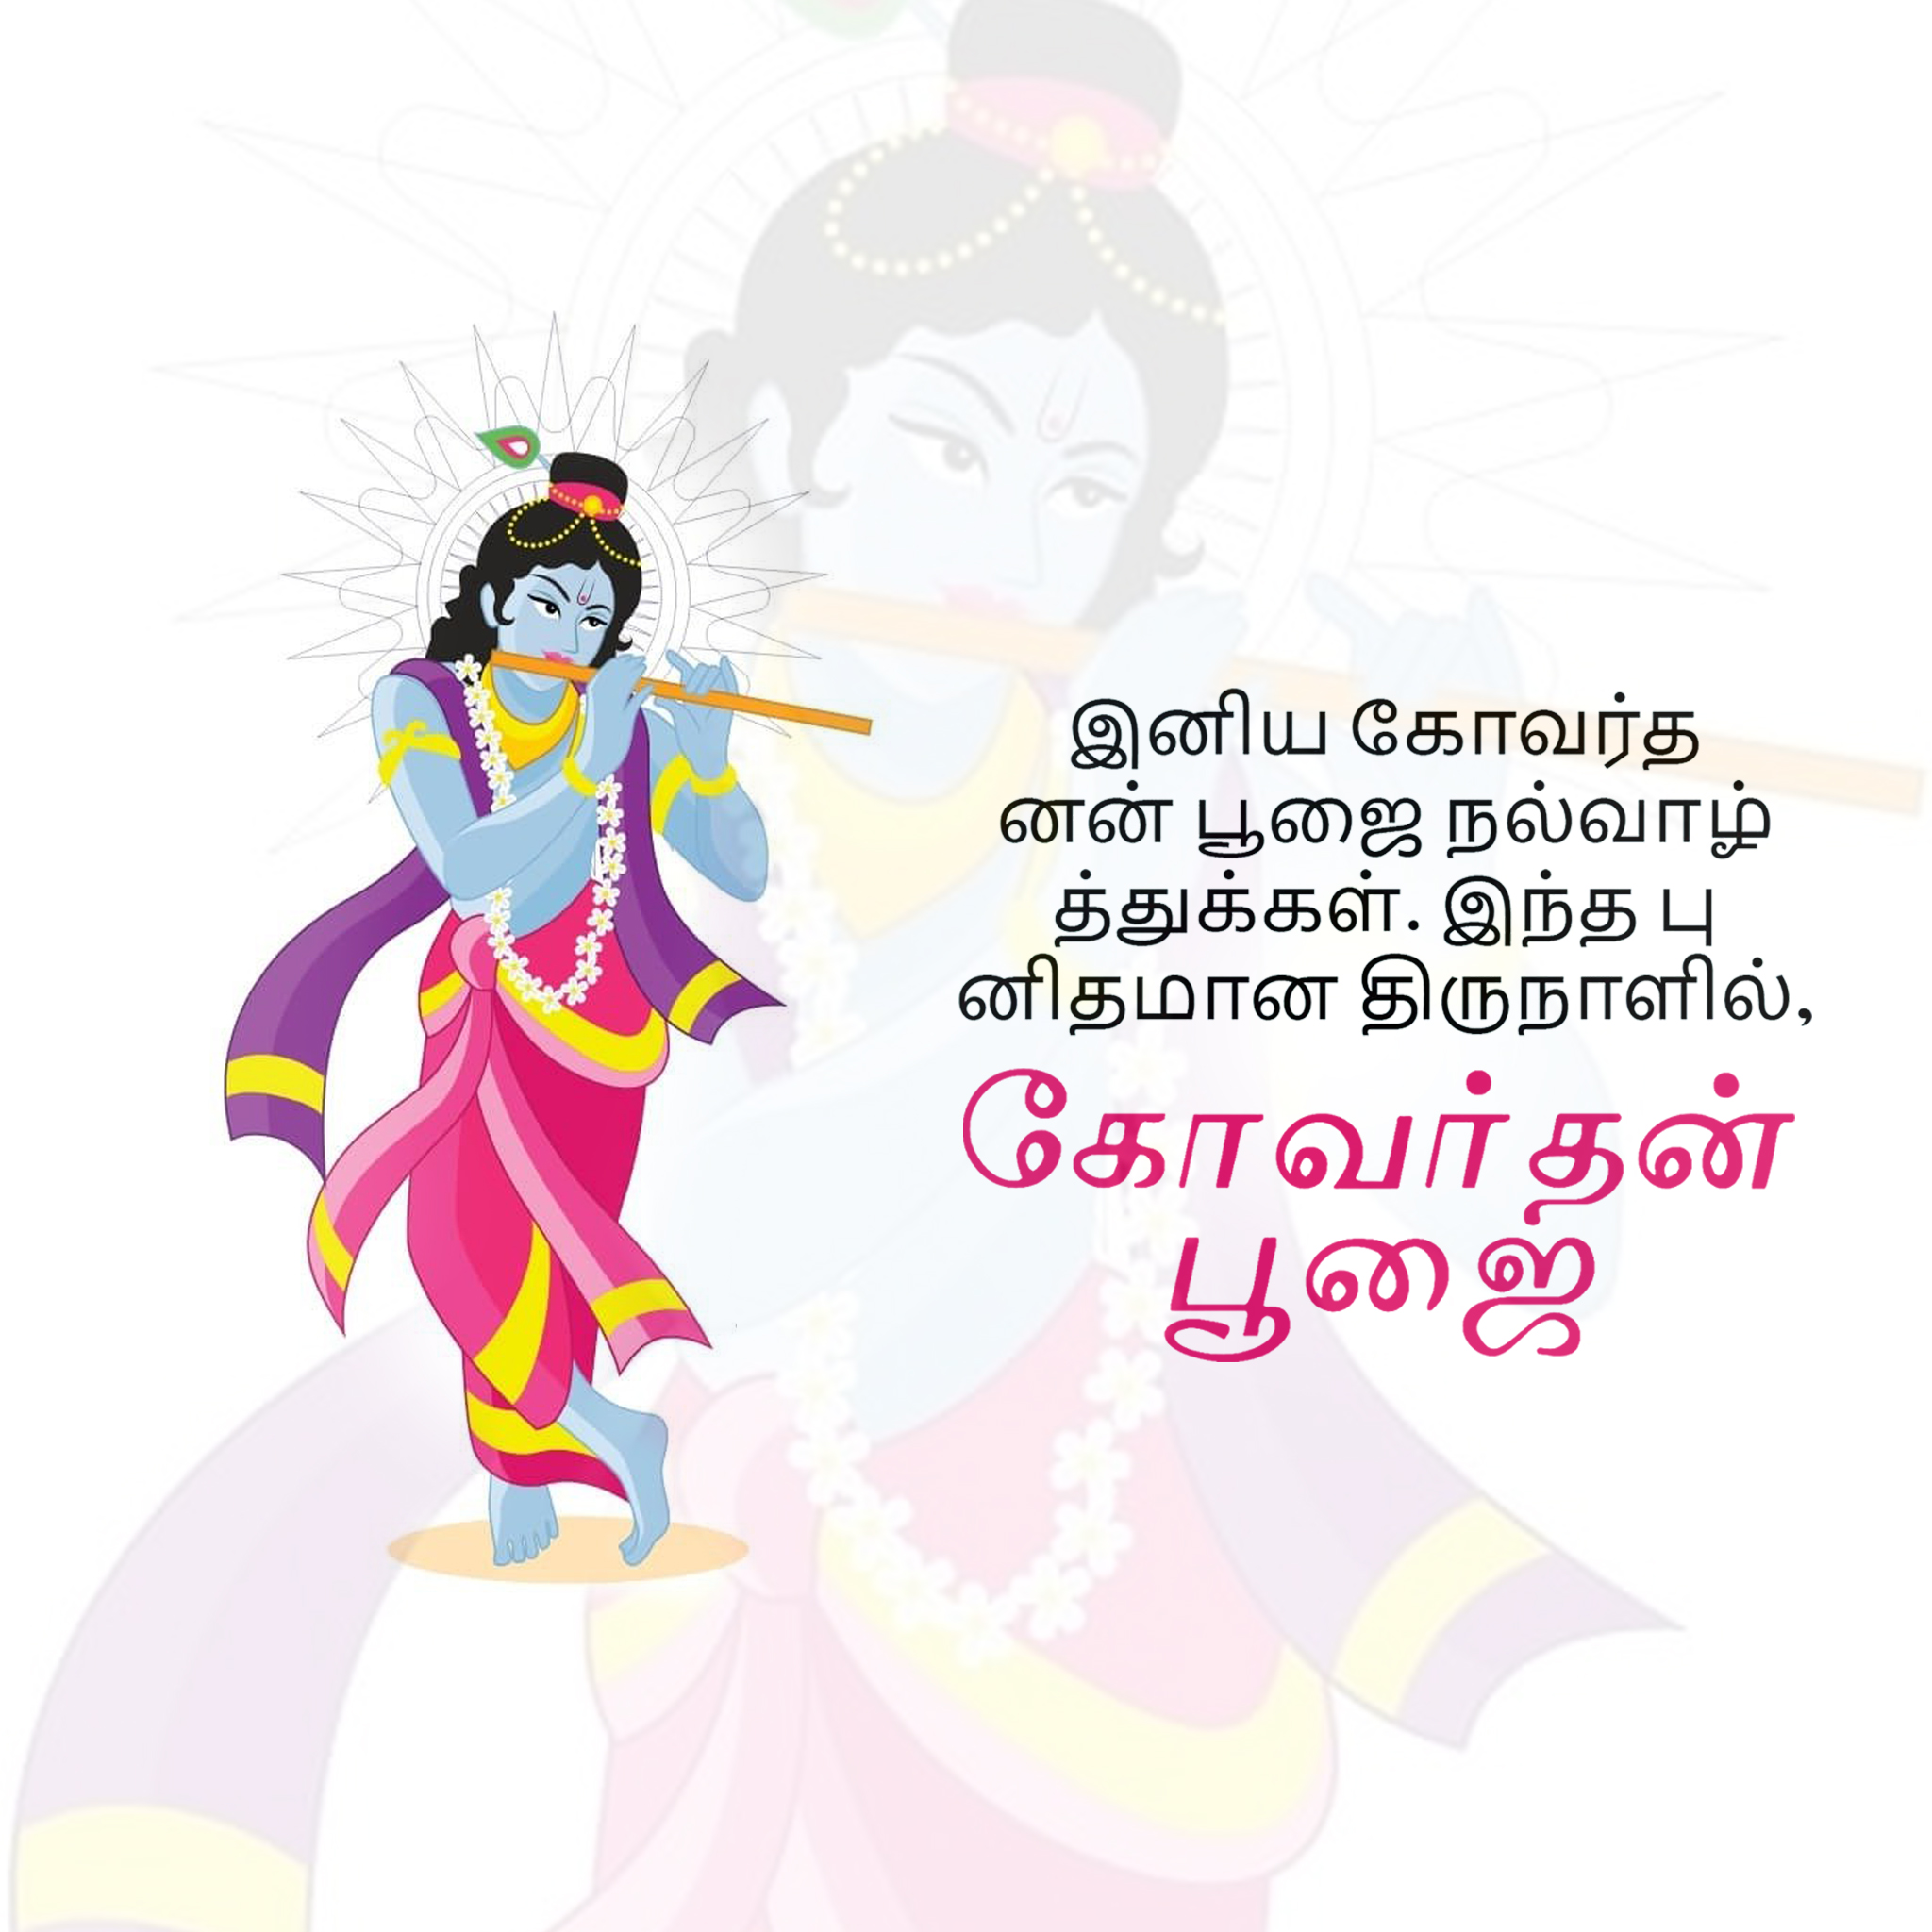 இனிய கோவர்த
னன் பூஜை நல்வாழ்
த்துக்கள். இந்த பு
னிதமான திருநாளில்,
கோவர்தன்
பூஜை